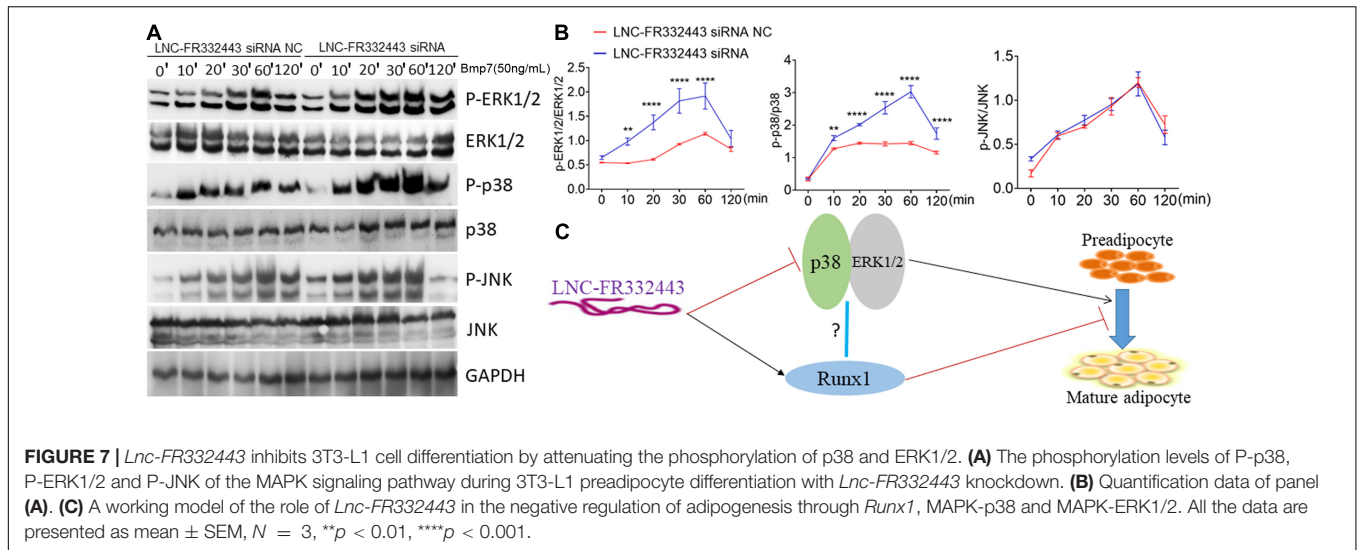 A
LNC-FR332443 siRNA NC LNC-FR332443 siRNA
0' 10' 20' 30' 60' 120' 0' 10' 20' 30' 60' 120' Bmp7(50ng/mL)
P-ERK1/2
ERK1/2
P-p38
p38
P-JNK
JNK
GAPDH
B
LNC-FR332443 siRNA NC
LNC-FR332443 siRNA
p-ERK1/2/ERK1/2
2.5
2.0
1.5
1.0
0.5
0.0
** **** **** ****
0 10 20 30 60 120(min
p-p38/p38
4
3
2
1
0
** **** **** **** ****
0 10 20 30 60 120(min
p-JNK/JNK
1.5
1.0
0.5
0.0
0 10 20 30 60 120(min
C
LNC-FR332443
p38 ERK1/2
?
Runx1
Preadipocyte
Mature adipocyte
FIGURE 7 | Lnc-FR332443 inhibits 3T3-L1 cell differentiation by attenuating the phosphorylation of p38 and ERK1/2. (A) The phosphorylation levels of P-p38,
P-ERK1/2 and P-JNK of the MAPK signaling pathway during 3T3-L1 preadipocyte differentiation with Lnc-FR332443 knockdown. (B) Quantification data of panel
(A). (C) A working model of the role of Lnc-FR332443 in the negative regulation of adipogenesis through Runx1, MAPK-p38 and MAPK-ERK1/2. All the data are
presented as mean ± SEM, N = 3, **p < 0.01, ****p < 0.001.